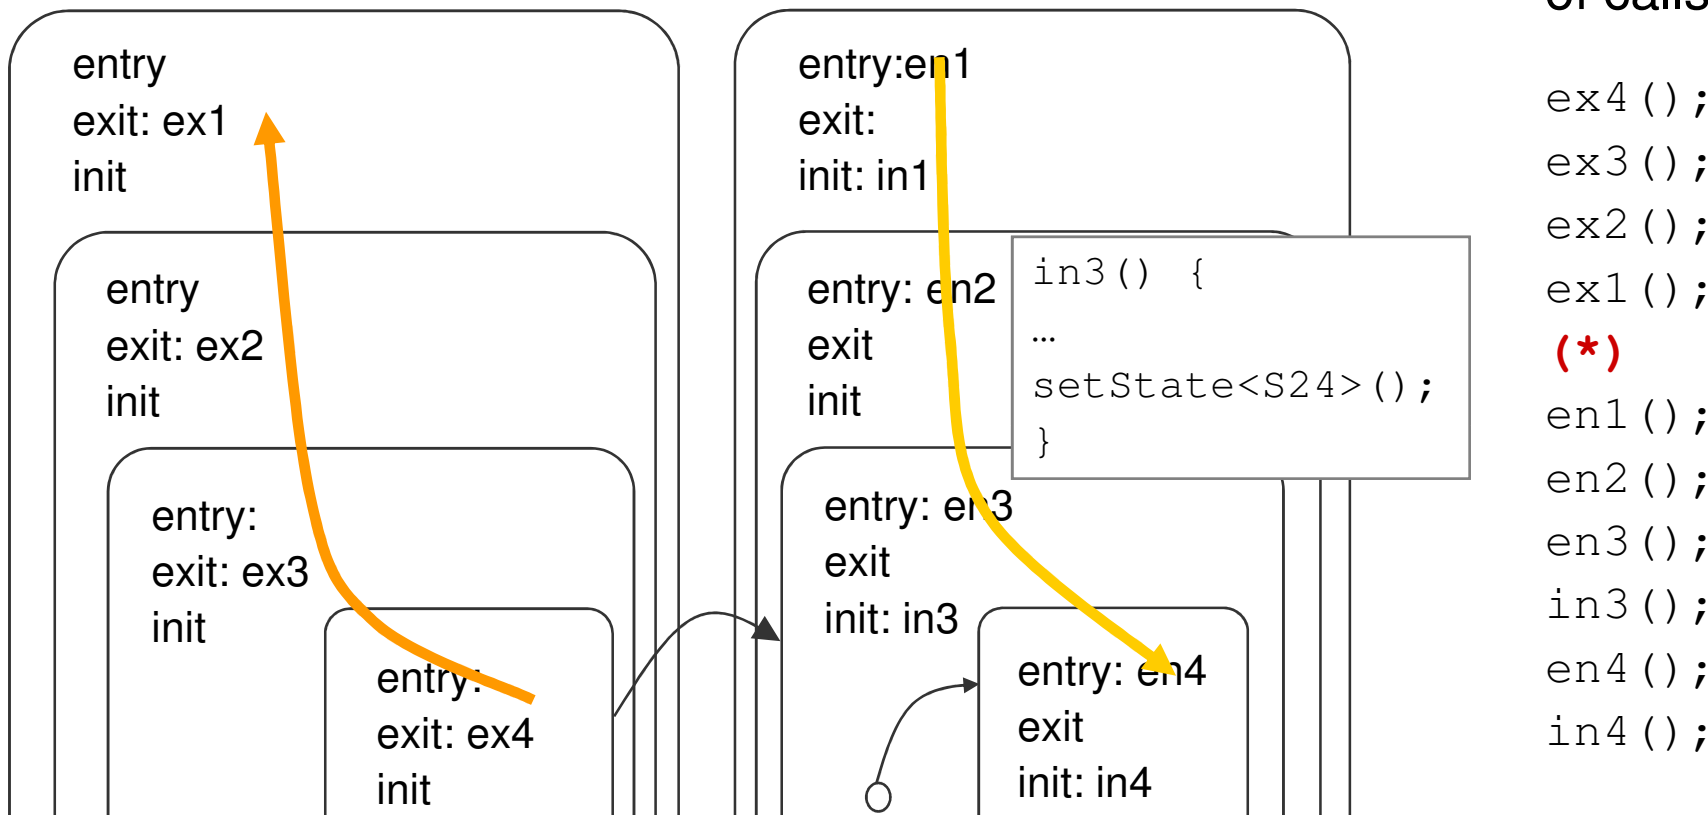 entry
exit: ex1
init
entry
exit: ex2
init
entry:
exit: ex3
init
entry:
exit: ex4
init
entry:en1
exit:
init: in1
entry: en2
exit
init
in3() {
…
setState<S24>();
}
entry: en3
exit
init: in3
entry: en4
exit
init: in4
of calls
ex4();
ex3();
ex2();
ex1();
(*)
en1();
en2();
en3();
in3();
en4();
in4();